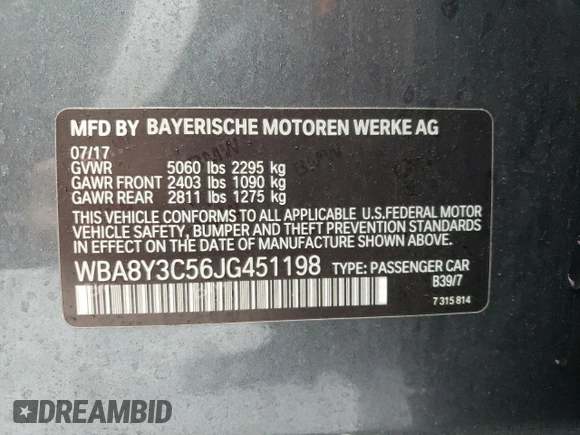 MFD BY BAYERISCHE MOTOREN WERKE AG
07/17
GVWR 5060 lbs 2295 kg
GAWR FRONT 2403 lbs 1090 kg
GAWR REAR 2811 lbs 1275 kg
THIS VEHICLE CONFORMS TO ALL APPLICABLE U.S.FEDERAL MOTOR
VEHICLE SAFETY, BUMPER AND THEFT PREVENTION STANDARDS
IN EFFECT ON THE DATE OF MANUFACTURE SHOWN ABOVE.
WBA8Y3C56JG451198 TYPE: PASSENGER CAR
B39/7
7 315 814
DREAMBID